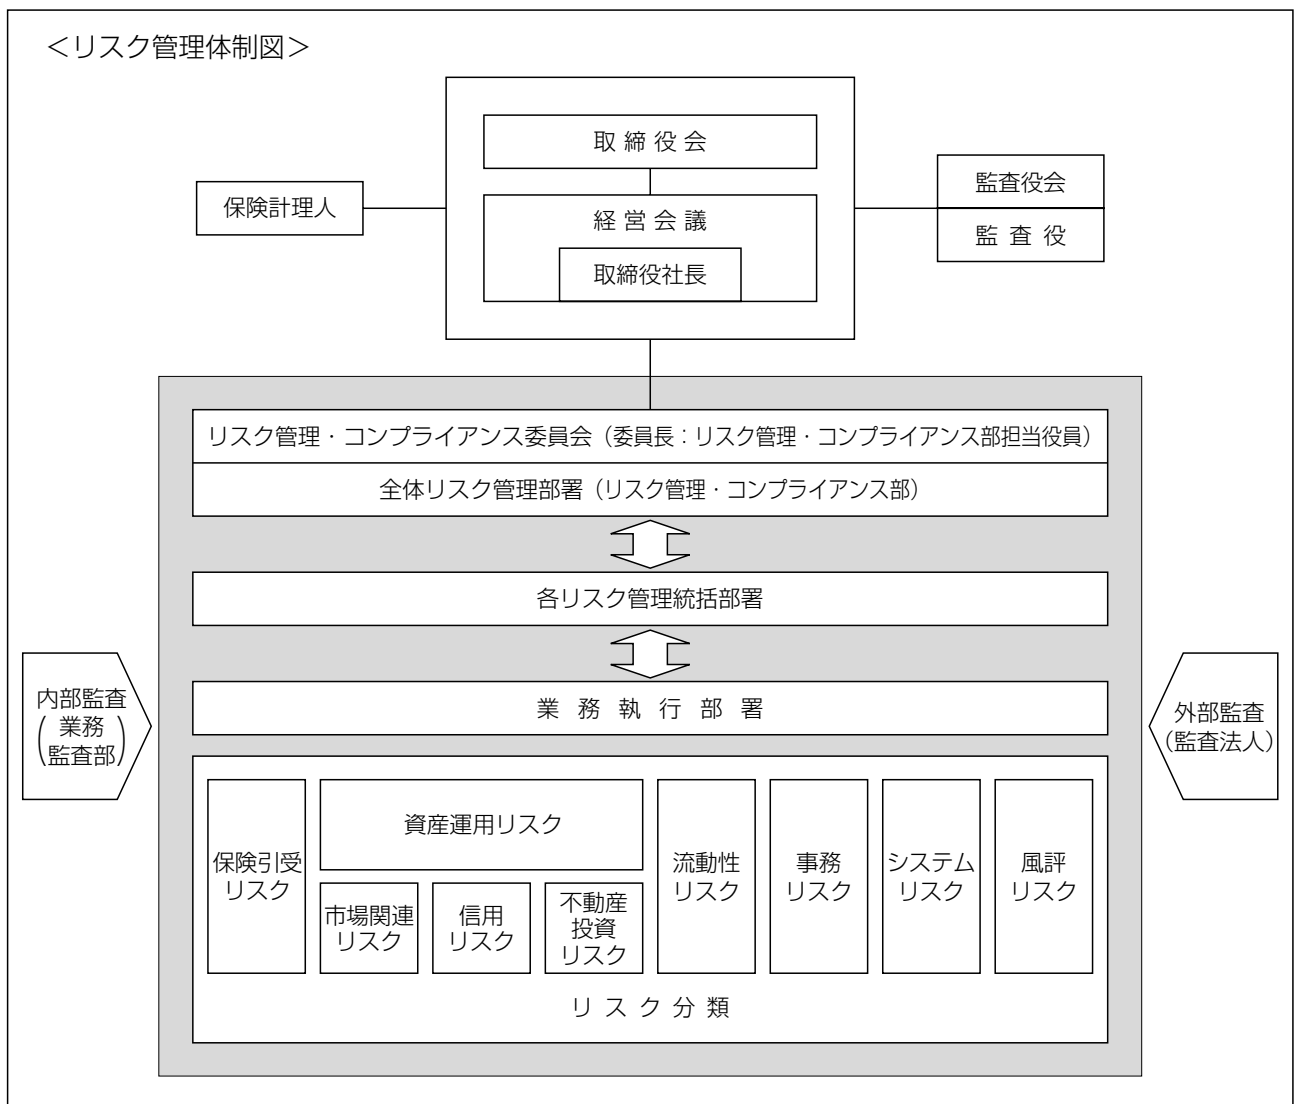 ＜リスク管理体制図＞
取締役会
保険計理人
経営会議
取締役社長
監査役会
監査役
リスク管理・コンプライアンス委員会（委員長：リスク管理・コンプライアンス部担当役員）
全体リスク管理部署（リスク管理・コンプライアンス部）
各リスク管理統括部署
業務執行部署
内部監査
（業務
監査部）
外部監査
（監査法人）
保険引受
リスク
資産運用リスク
市場関連
リスク
信用
リスク
不動産
投資
リスク
流動性
リスク
事務
リスク
システム
リスク
風評
リスク
リスク分類